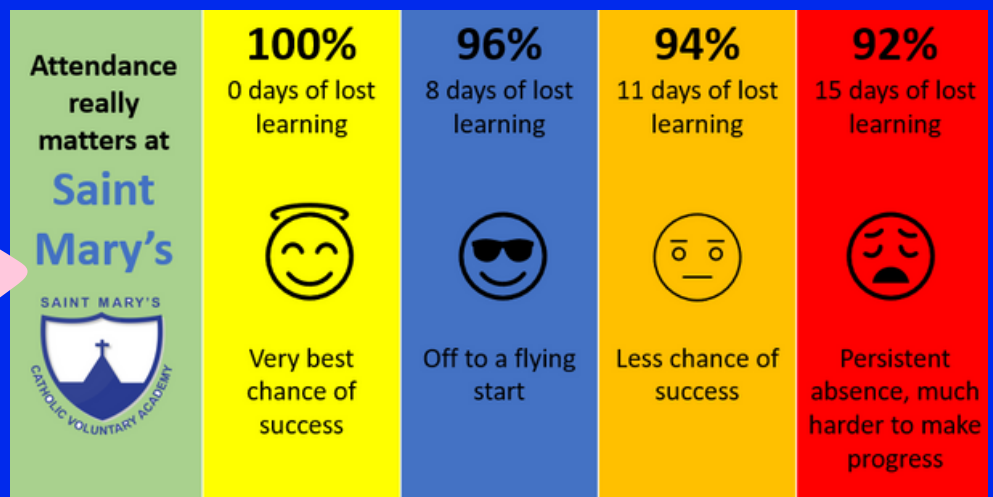 Attendance
really
matters at
Saint
Mary's
SAINT MARY'S
CATHOLIC VOLUNTARY ACADEMY
100%
0 days of lost
learning
Very best
chance of
success
96%
8 days of lost
learning
Off to a flying
start
94%
11 days of lost
learning
Less chance of
success
92%
15 days of lost
learning
Persistent
absence, much
harder to make
progress